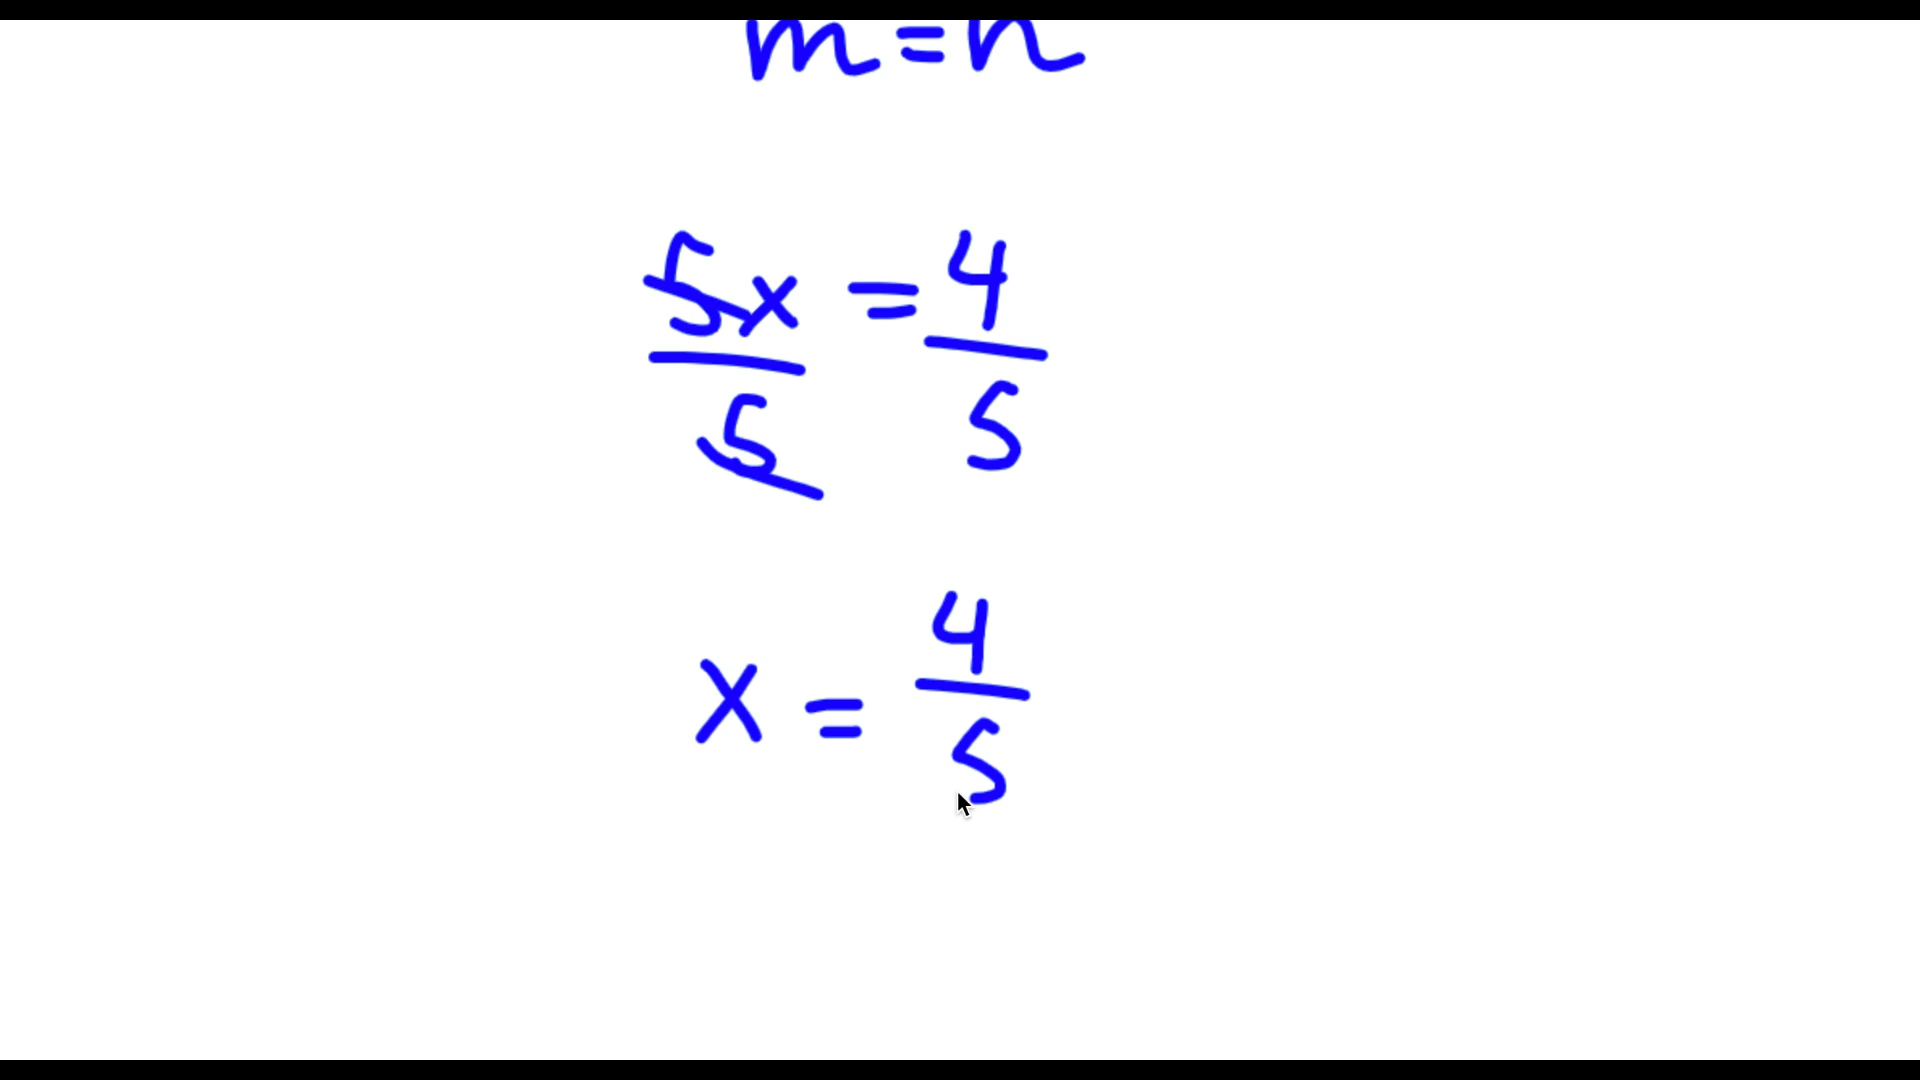 m = n
5x/5 = 4/5
x = 4/5